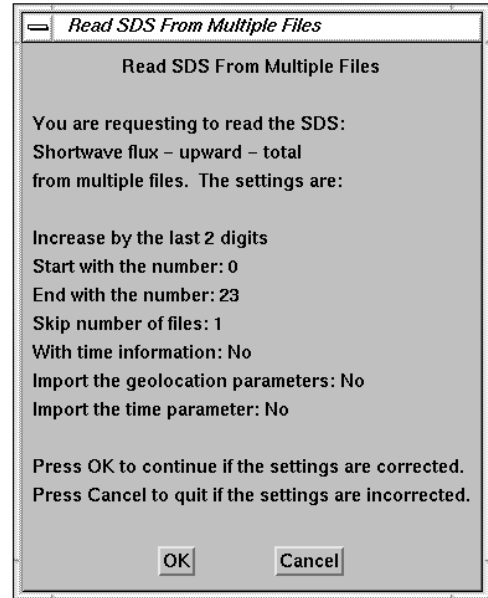 Read SDS From Multiple Files
Read SDS From Multiple Files
You are requesting to read the SDS:
Shortwave flux – upward – total
from multiple files. The settings are:
Increase by the last 2 digits
Start with the number: 0
End with the number: 23
Skip number of files: 1
With time information: No
Import the geolocation parameters: No
Import the time parameter: No
Press OK to continue if the settings are corrected.
Press Cancel to quit if the settings are incorrected.
OK Cancel